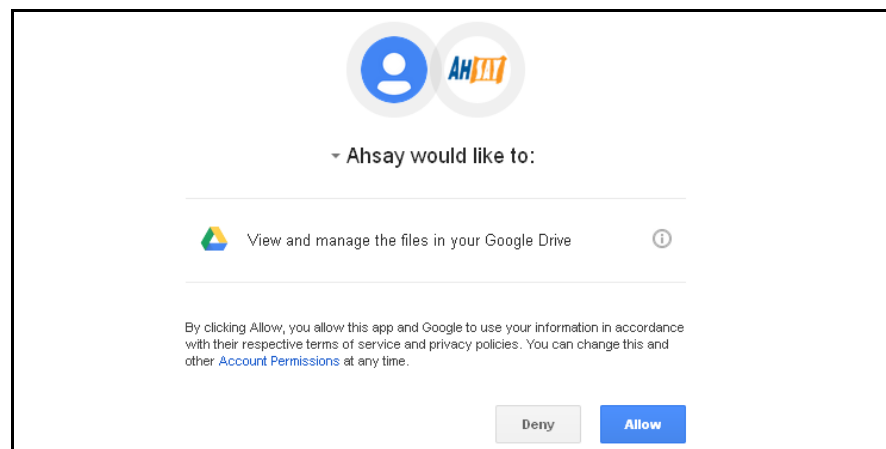 AHSAY
Ahsay would like to:
View and manage the files in your Google Drive
By clicking Allow, you allow this app and Google to use your information in accordance
with their respective terms of service and privacy policies. You can change this and
other Account Permissions at any time.
Deny Allow